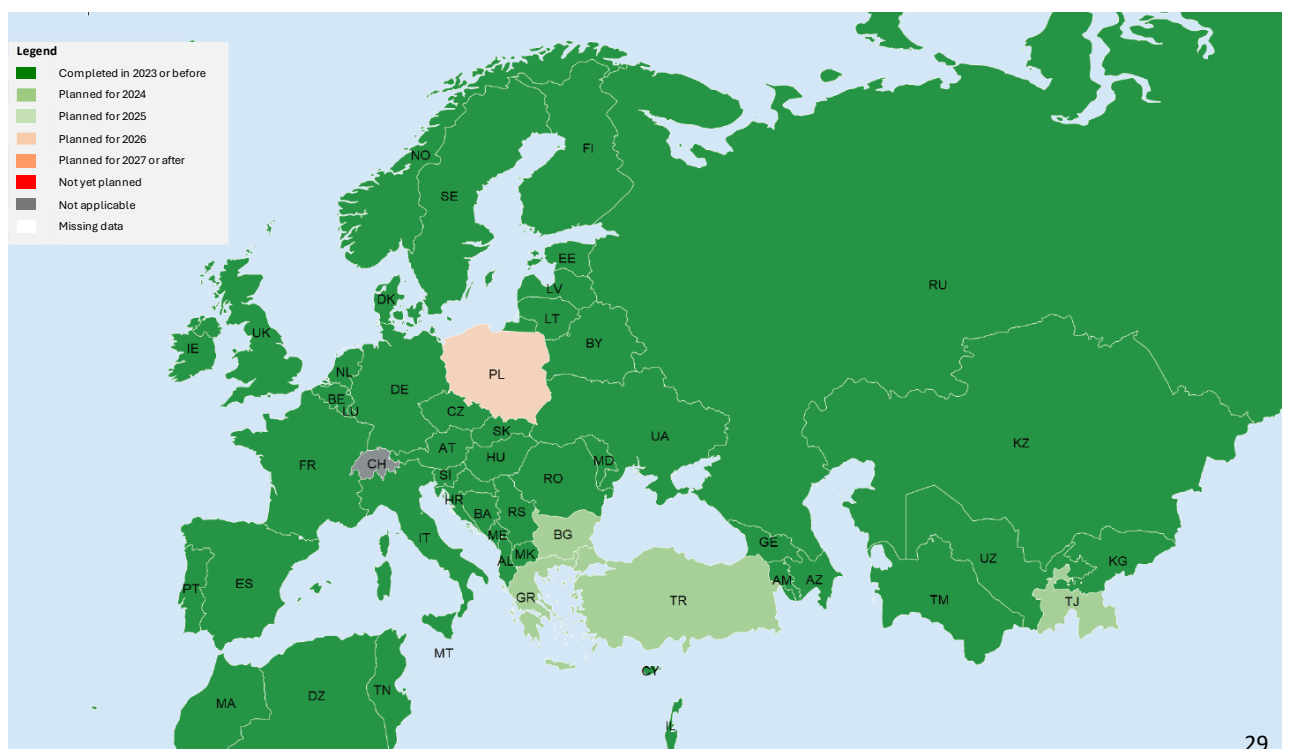 Legend
Completed in 2023 or before
Planned for 2024
Planned for 2025
Planned for 2026
Planned for 2027 or after
Not yet planned
Not applicable
Missing data
NO
FI
SE
EE
RU
LV
DK
LT
UK
BY
IE
NL
PL
DE
BE
LU
CZ
SK
UA
KZ
AT
HU
MD
FR
CH
SI
RO
HR
BA
RS
BG
ME
IT
GE
MK
AL
UZ
KG
PT
ES
AM
AZ
GR
TR
TM
TJ
MT
CY
TN
DZ
MA
IL
29